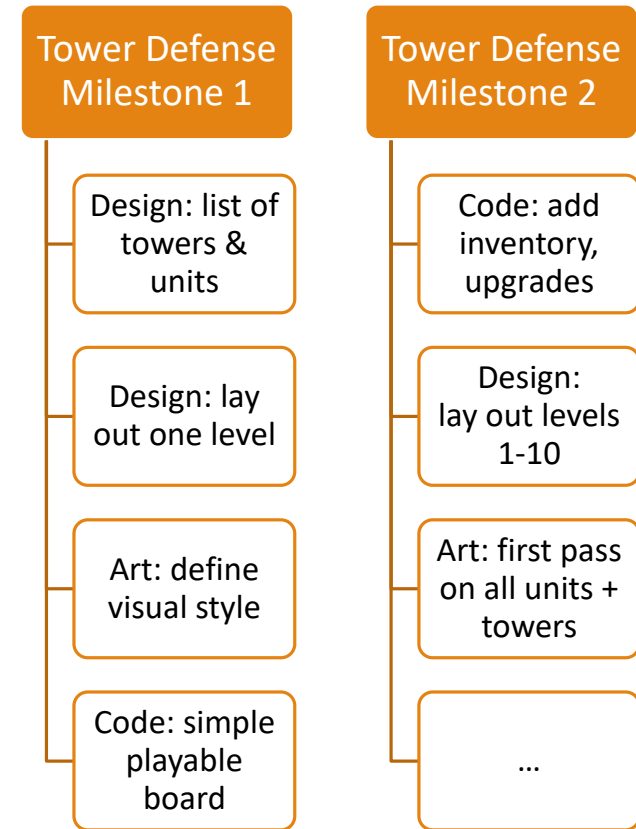 Tower Defense
Milestone 1
Design: list of
towers &
units
Design: lay
out one level
Art: define
visual style
Code: simple
playable
board
Tower Defense
Milestone 2
Code: add
inventory,
upgrades
Design:
lay out levels
1-10
Art: first pass
on all units +
towers
...